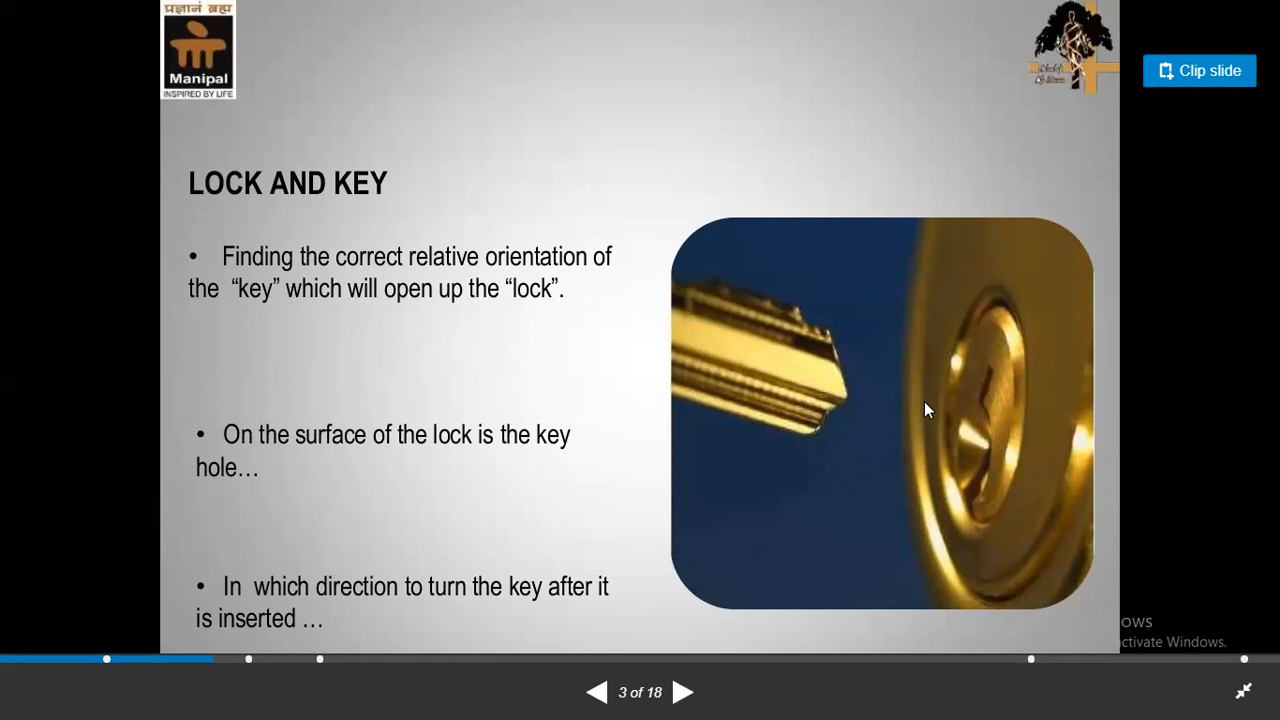 प्रज्ञानं ब्रह्म
Manipal
INSPIRED BY LIFE
Clip slide
LOCK AND KEY
• Finding the correct relative orientation of
the “key” which will open up the “lock”.
• On the surface of the lock is the key
hole…
• In which direction to turn the key after it
is inserted …
ows
activate Windows.
3 of 18